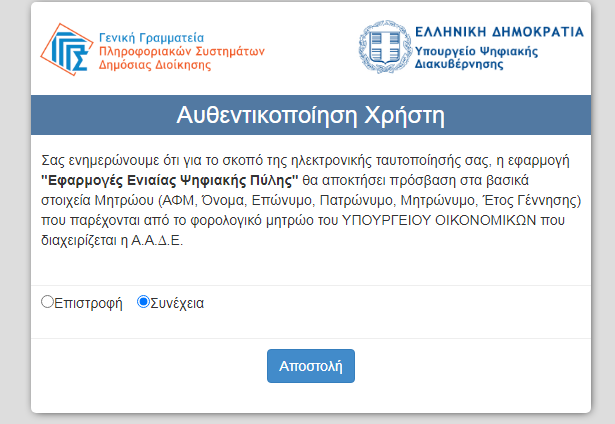 Γενική Γραμματεία
Πληροφοριακών Συστημάτων
Δημόσιας Διοίκησης
ΕΛΛΗΝΙΚΗ ΔΗΜΟΚΡΑΤΙΑ
Υπουργείο Ψηφιακής
Διακυβέρνησης
Αυθεντικοποίηση Χρήστη
Σας ενημερώνουμε ότι για το σκοπό της ηλεκτρονικής ταυτοποίησής σας, η εφαρμογή
"Εφαρμογές Ενιαίας Ψηφιακής Πύλης" θα αποκτήσει πρόσβαση στα βασικά
στοιχεία Μητρώου (ΑΦΜ, Όνομα, Επώνυμο, Πατρώνυμο, Μητρώνυμο, Έτος Γέννησης)
που παρέχονται από το φορολογικό μητρώο του ΥΠΟΥΡΓΕΙΟΥ ΟΙΚΟΝΟΜΙΚΩΝ που
διαχειρίζεται η Α.Α.Δ.Ε.
Επιστροφή Συνέχεια
Αποστολή